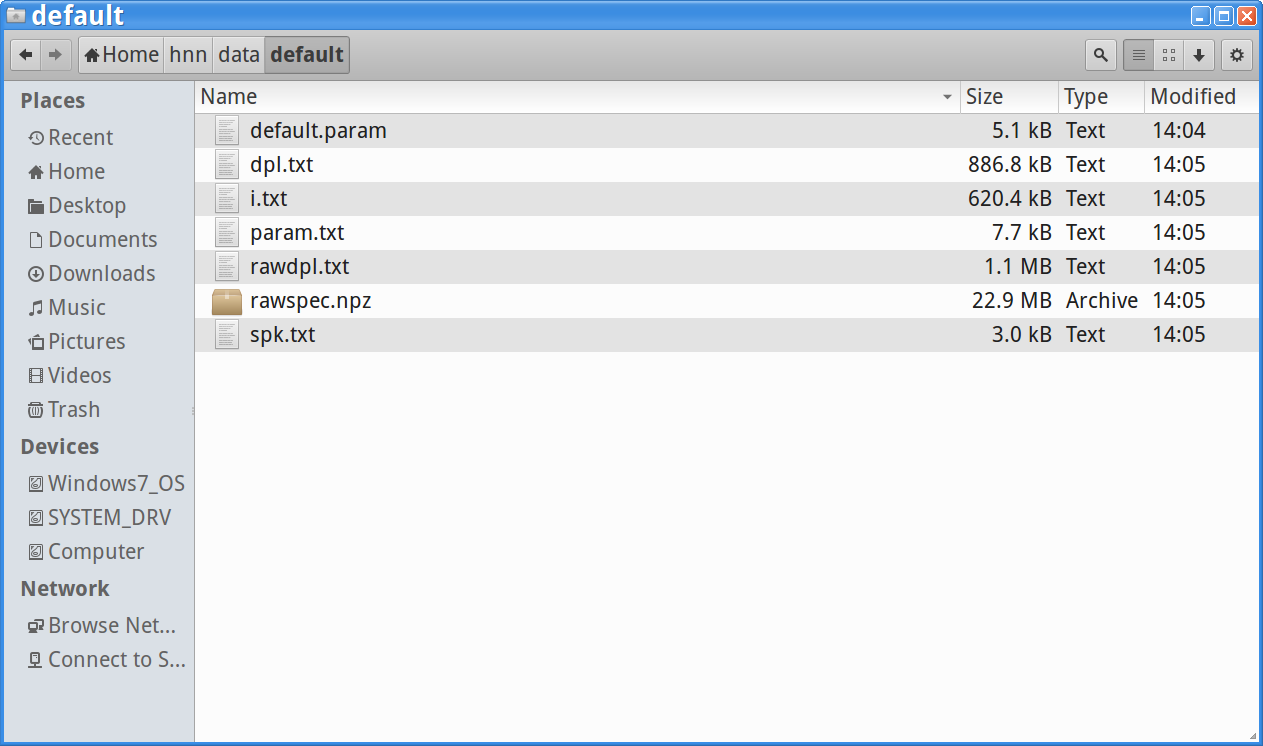 default
Home hnn data default
Places
Recent
Home
Desktop
Documents
Downloads
Music
Pictures
Videos
Trash
Devices
Windows7_OS
SYSTEM_DRV
Computer
Network
Browse Net...
Connect to S...
Name Size Type Modified
default.param 5.1 kB Text 14:04
dpl.txt 886.8 kB Text 14:05
i.txt 620.4 kB Text 14:05
param.txt 7.7 kB Text 14:05
rawdpl.txt 1.1 MB Text 14:05
rawspec.npz 22.9 MB Archive 14:05
spk.txt 3.0 kB Text 14:05